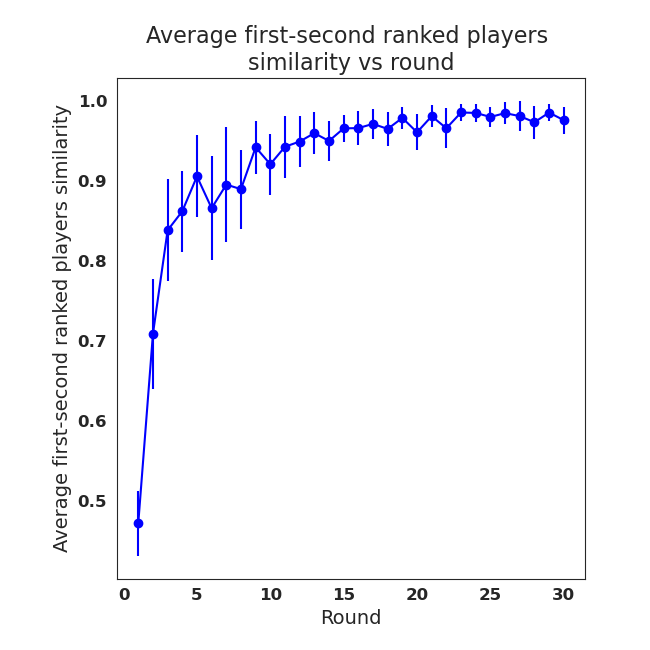 Average first-second ranked players
similarity vs round
Average first-second ranked players similarity
1.0
0.9
0.8
0.7
0.6
0.5
0 5 10 15 20 25 30
Round